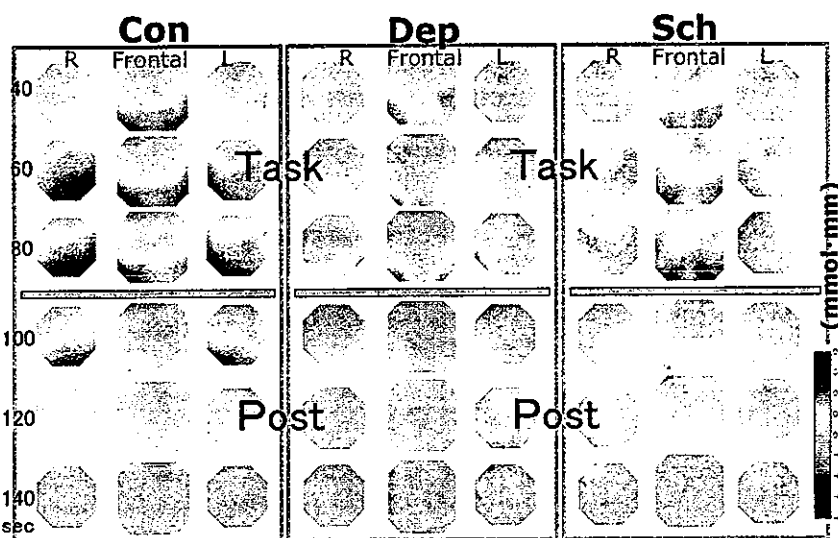 Con Dep Sch
R Frontal L R Frontal L R Frontal L
40
60 Task Task
80
(mmol·mm)
100
120 Post Post
140
sec